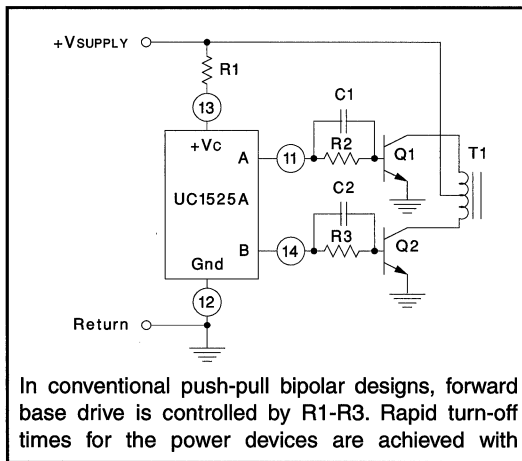 +VSUPPLY
R1
13
C1
+VC
A
11
R2
Q1
T1
UC1525A
C2
B
14
R3
Q2
Gnd
12
Return
In conventional push-pull bipolar designs, forward
base drive is controlled by R1-R3. Rapid turn-off
times for the power devices are achieved with